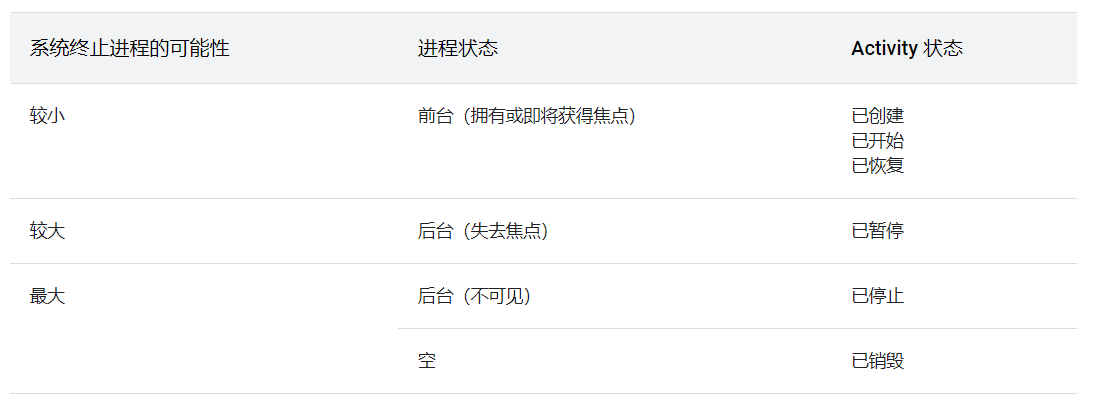 系统终止进程的可能性 进程状态 Activity 状态
较小 前台（拥有或即将获得焦点） 已创建
已开始
已恢复
较大 后台（失去焦点） 已暂停
最大 后台（不可见） 已停止
空 已销毁